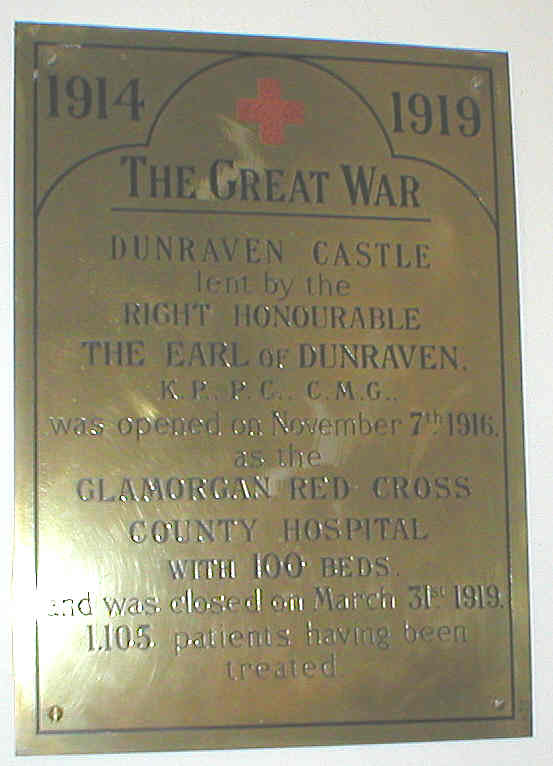 1914 1919
THE GREAT WAR
DUNRAVEN CASTLE
lent by the
RIGHT HONOURABLE
THE EARL OF DUNRAVEN.
K.P., P.C., C.M.G.,
was opened on November 7th 1916.
as the
GLAMORGAN RED CROSS
COUNTY HOSPITAL
WITH 100 BEDS.
and was closed on March 31st 1919.
1,105 patients having been
treated.